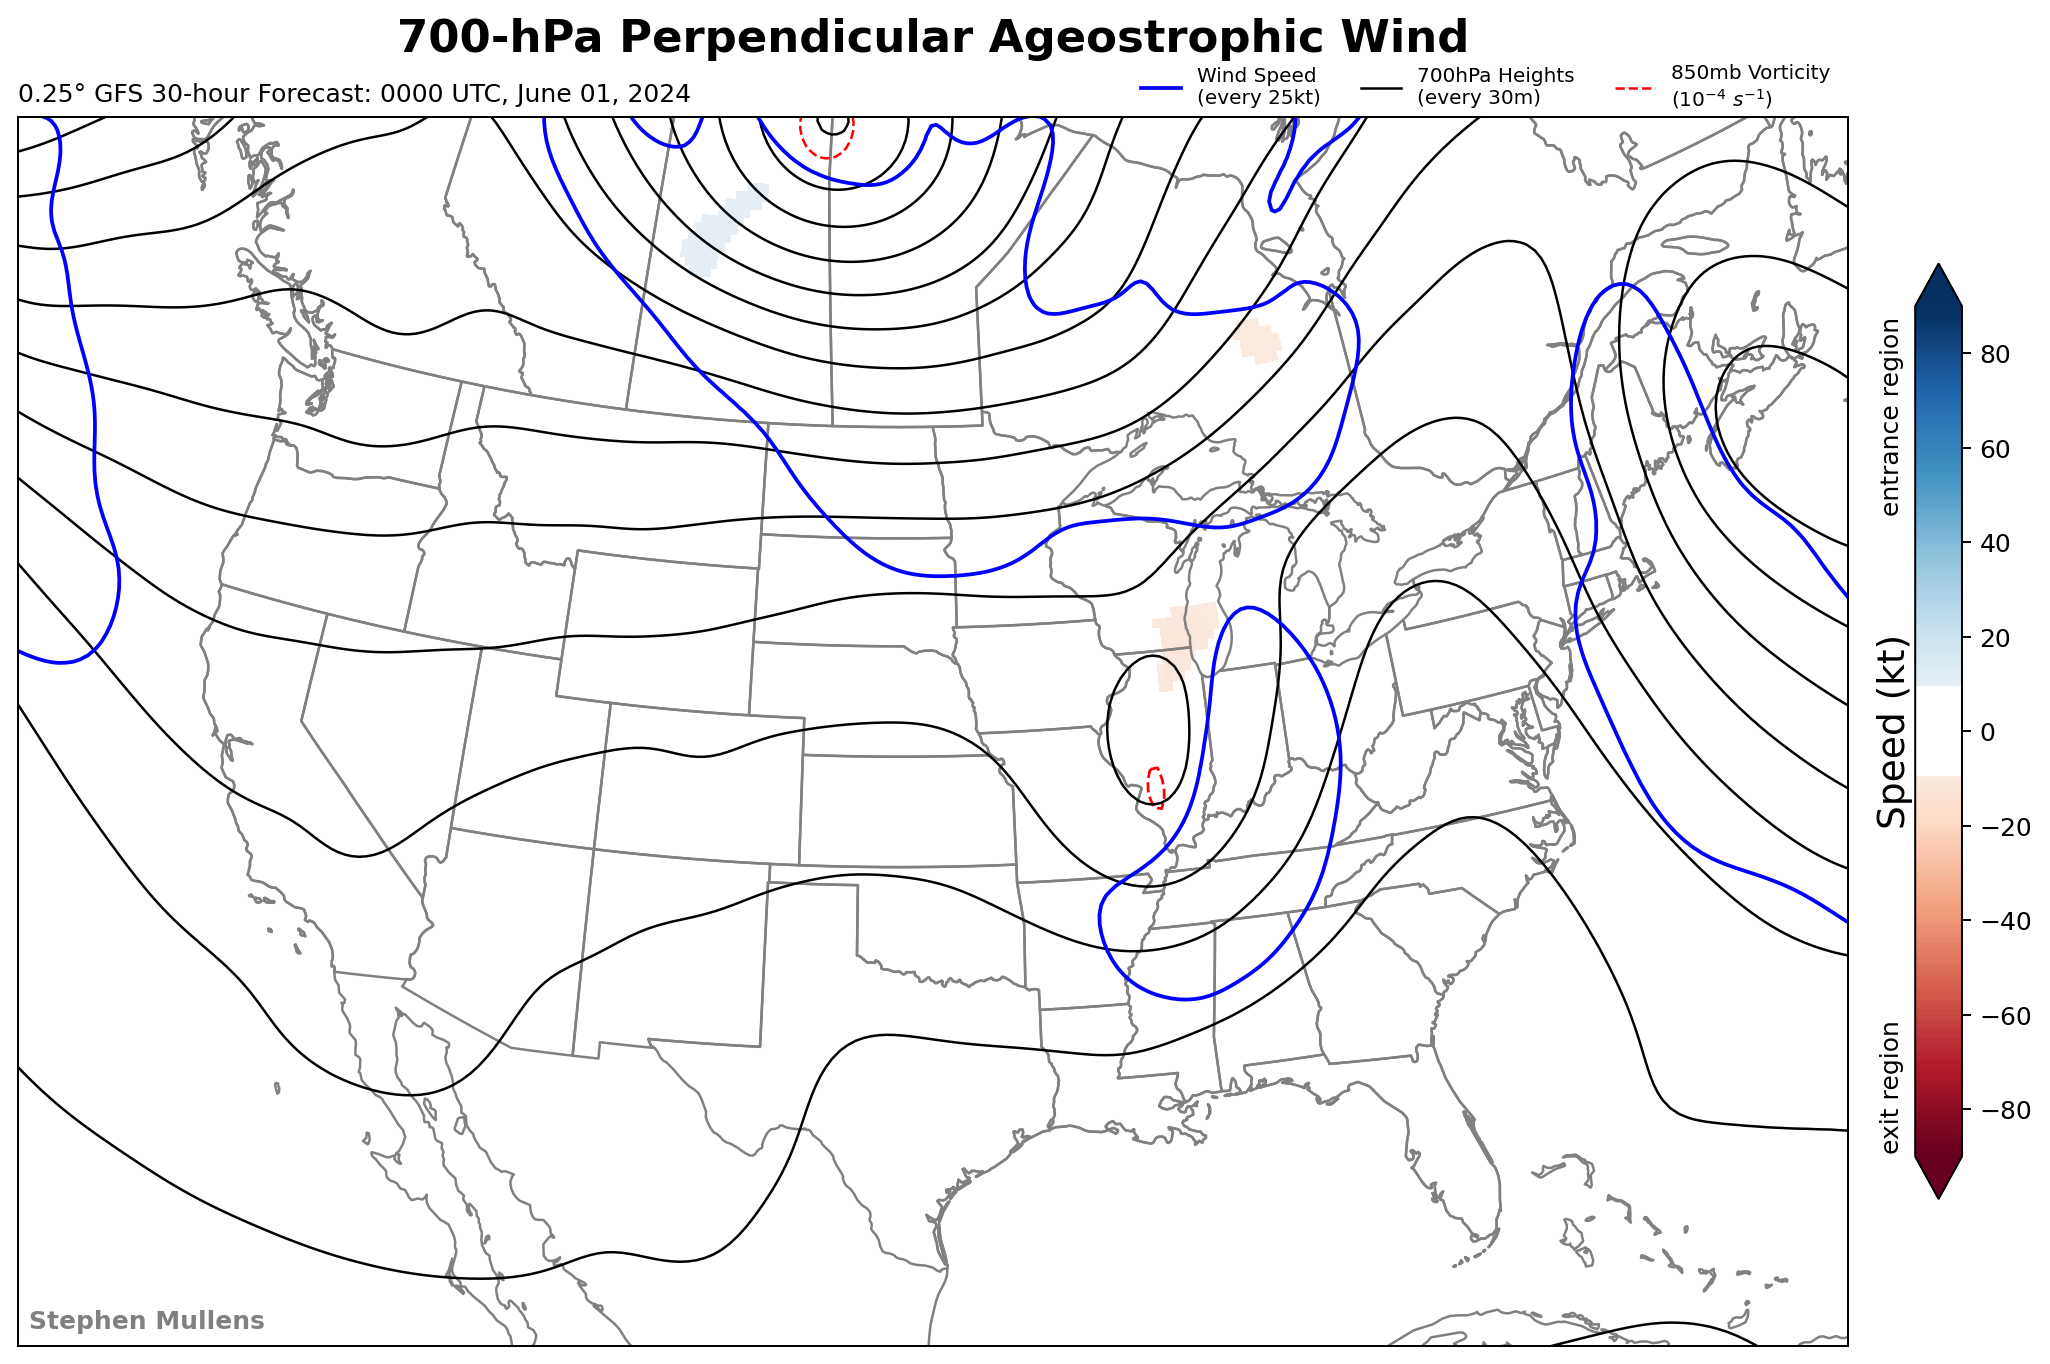 700-hPa Perpendicular Ageostrophic Wind
0.25° GFS 30-hour Forecast: 0000 UTC, June 01, 2024
Wind Speed
(every 25kt)
700hPa Heights
(every 30m)
850mb Vorticity
(10⁻⁴ s⁻¹)
entrance region
Speed (kt)
exit region
80
60
40
20
0
−20
−40
−60
−80
Stephen Mullens